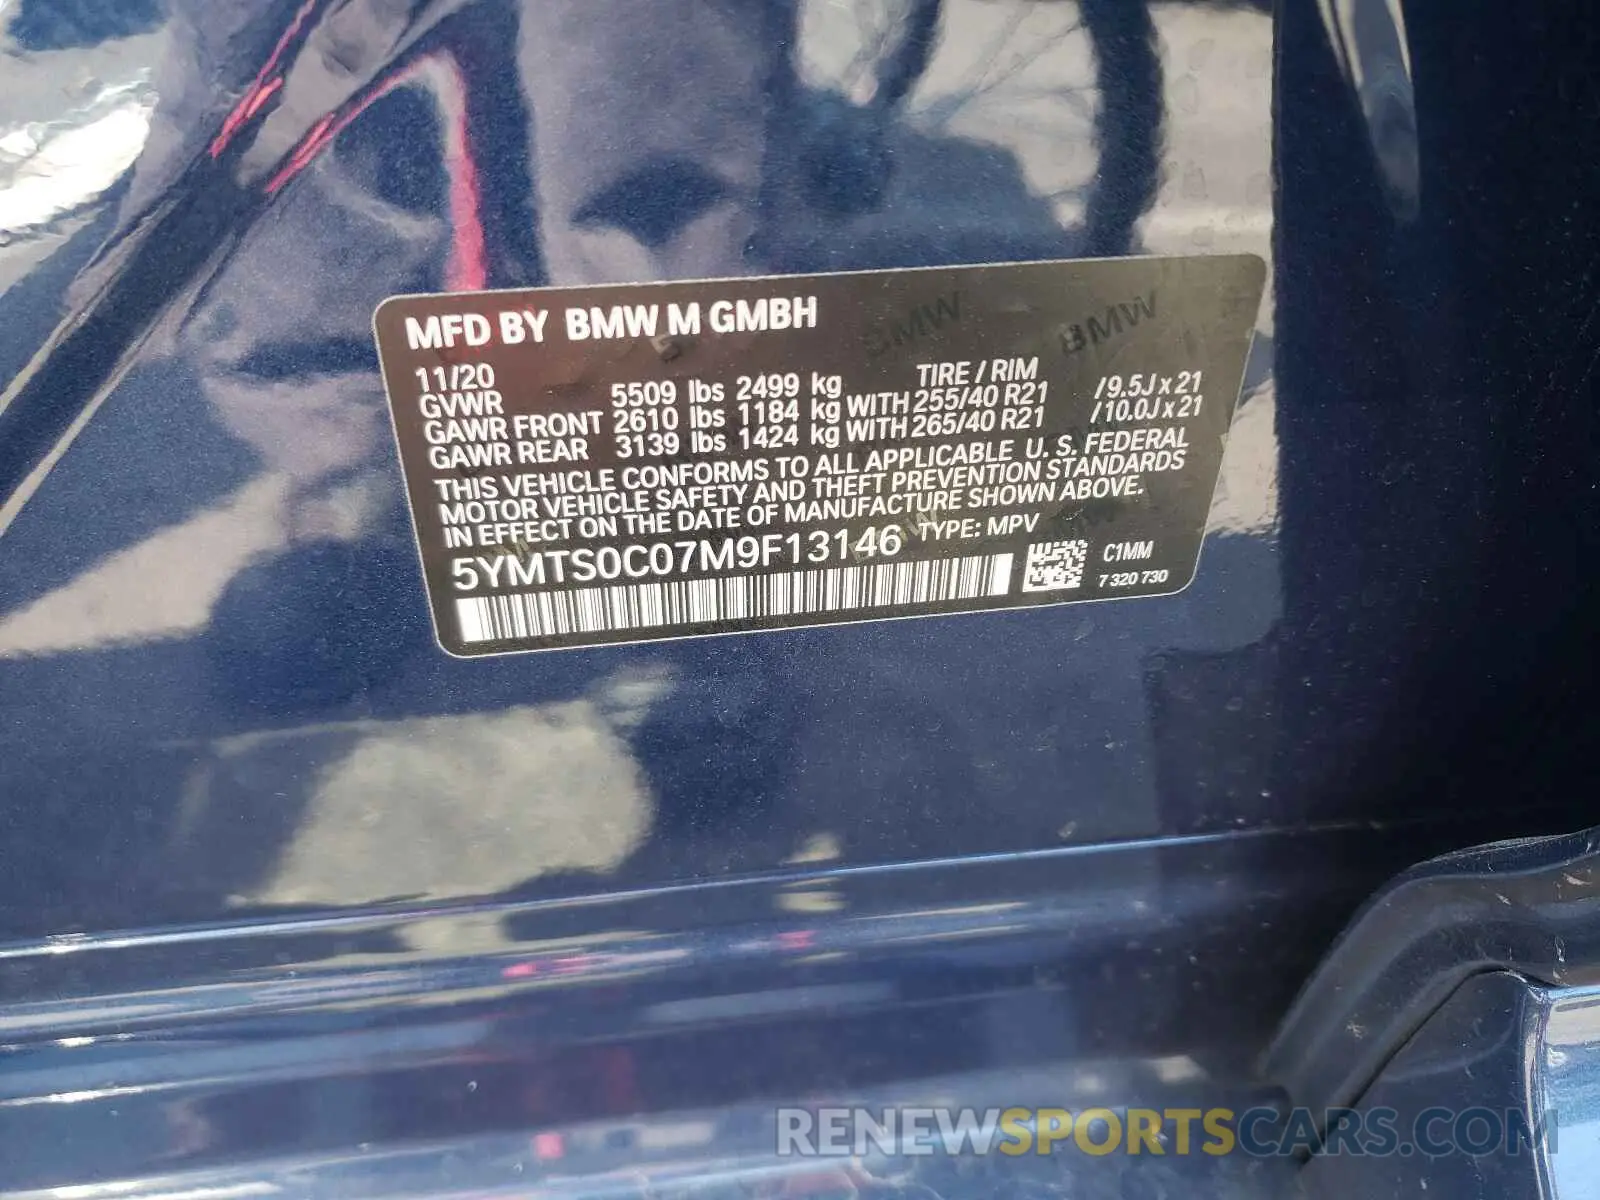 MFD BY BMW M GMBH
11/20 TIRE / RIM
GVWR 5509 lbs 2499 kg
GAWR FRONT 2610 lbs 1184 kg WITH 255/40 R21 /9.5J x 21
GAWR REAR 3139 lbs 1424 kg WITH 265/40 R21 /10.0J x 21
THIS VEHICLE CONFORMS TO ALL APPLICABLE U. S. FEDERAL
MOTOR VEHICLE SAFETY AND THEFT PREVENTION STANDARDS
IN EFFECT ON THE DATE OF MANUFACTURE SHOWN ABOVE.
5YMTS0C07M9F13146 TYPE: MPV
C1MM
7 320 730
BMW
BMW
RENEWSPORTSCARS.COM